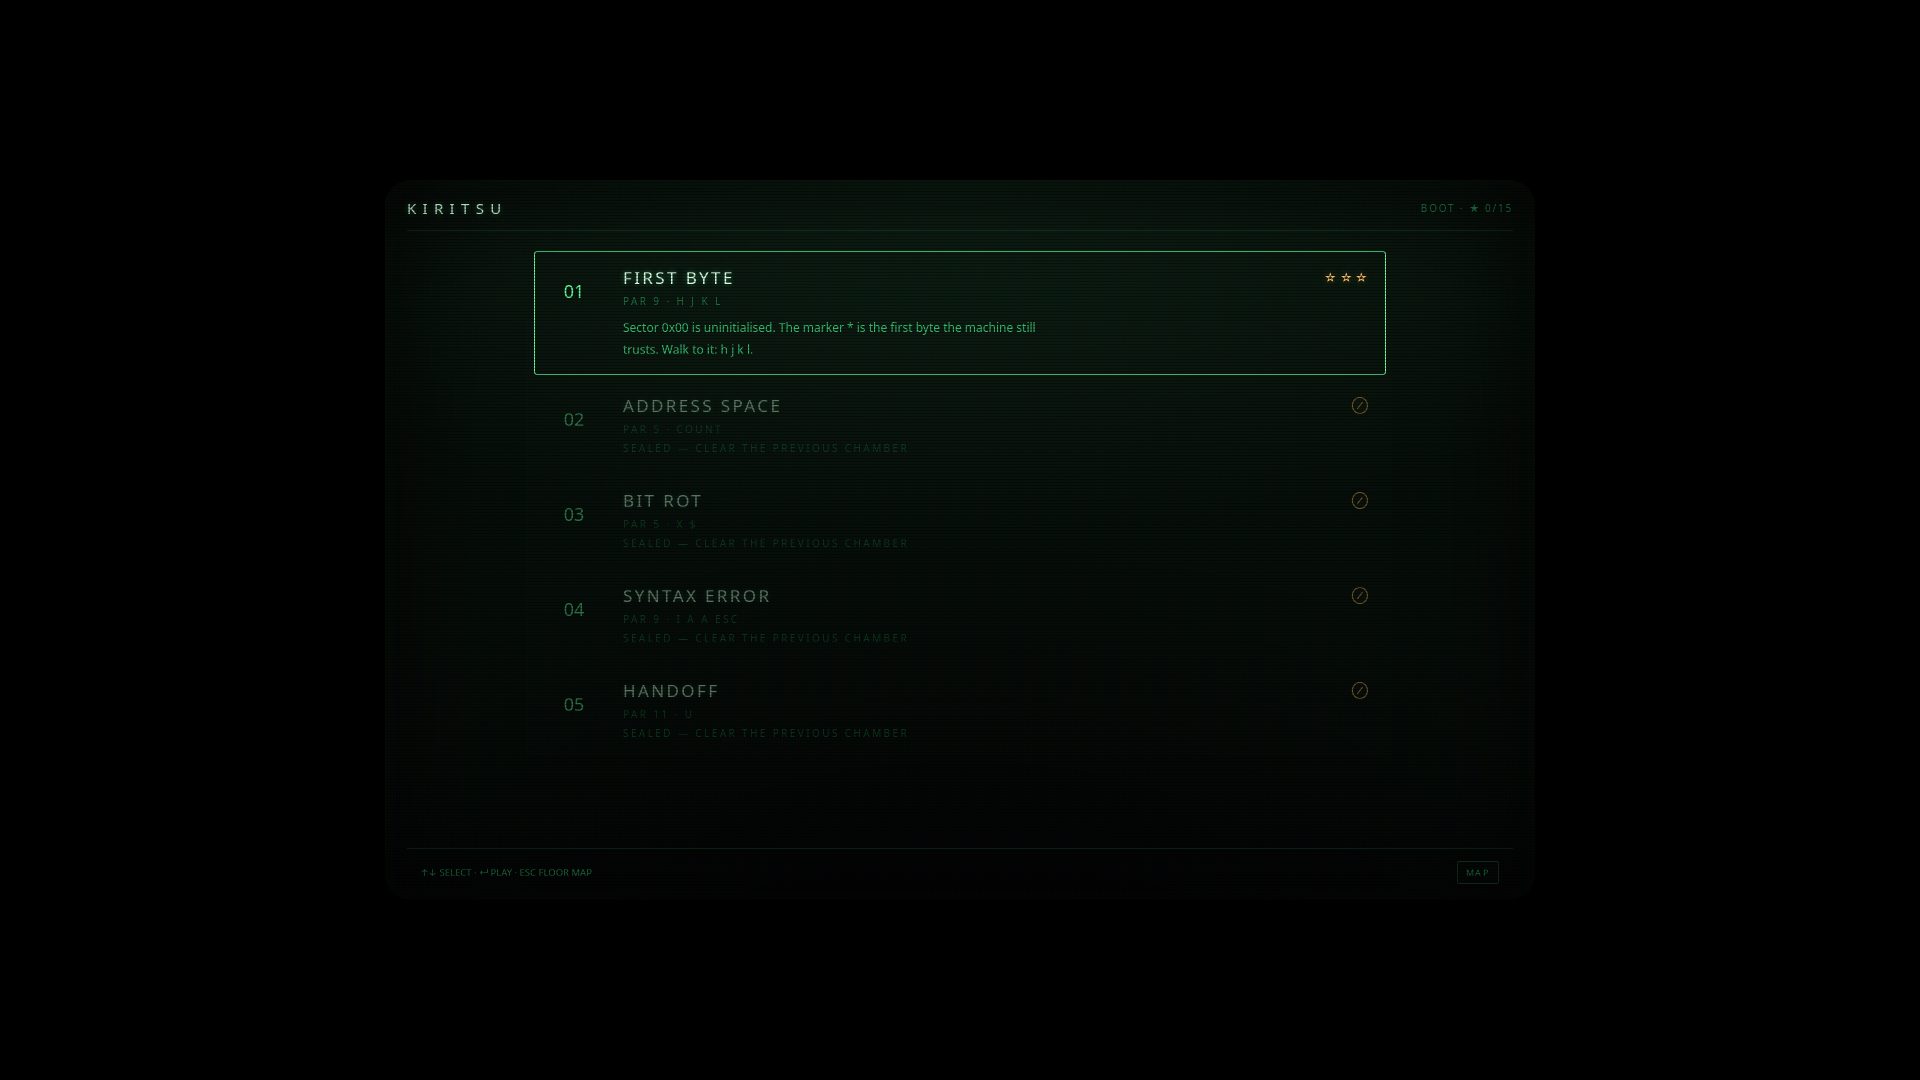 KIRITSU
BOOT · ★ 0/15
01
FIRST BYTE
☆☆☆
PAR 9 · H J K L
Sector 0x00 is uninitialised. The marker * is the first byte the machine still
trusts. Walk to it: h j k l.
02
ADDRESS SPACE
PAR 5 · COUNT
SEALED — CLEAR THE PREVIOUS CHAMBER
03
BIT ROT
PAR 5 · X $
SEALED — CLEAR THE PREVIOUS CHAMBER
04
SYNTAX ERROR
PAR 9 · I A A ESC
SEALED — CLEAR THE PREVIOUS CHAMBER
05
HANDOFF
PAR 11 · U
SEALED — CLEAR THE PREVIOUS CHAMBER
↑↓ SELECT · ↵ PLAY · ESC FLOOR MAP
MAP